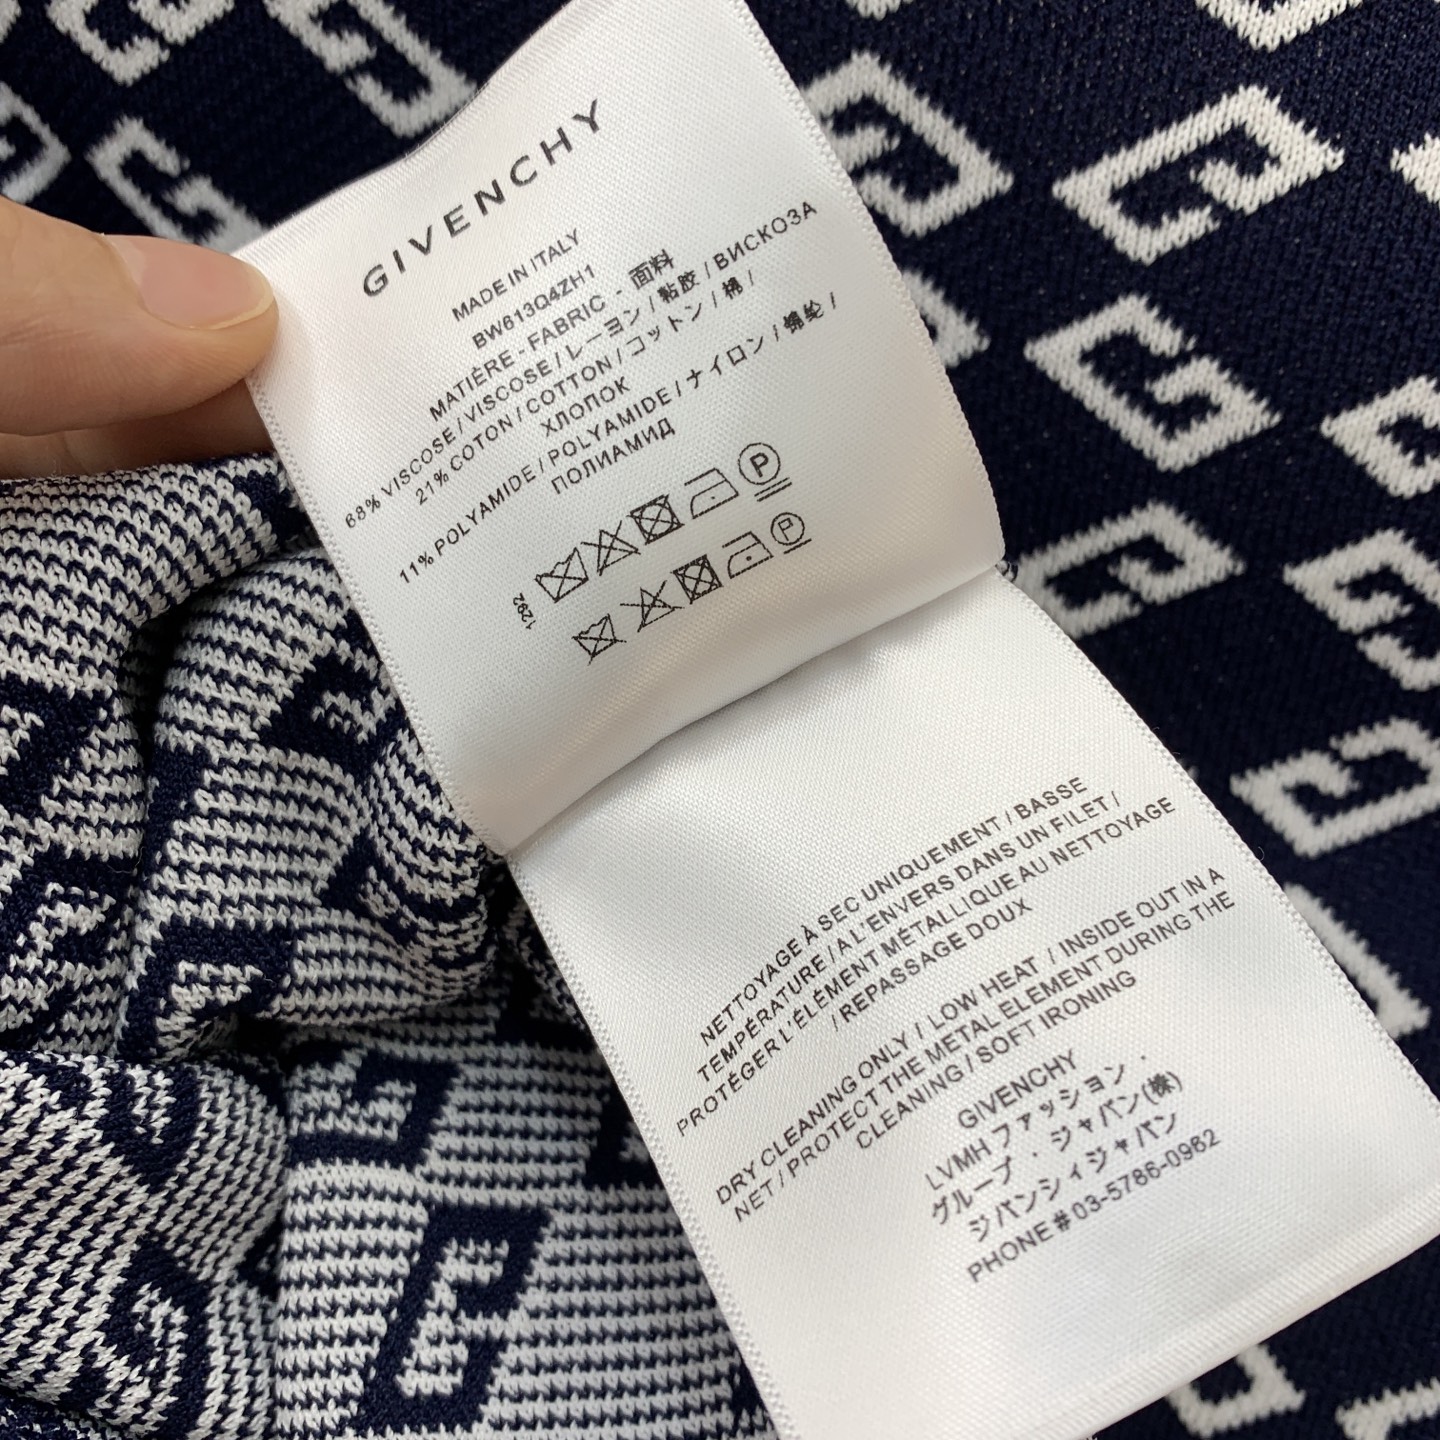 GIVENCHY
MADE IN ITALY
BW613Q4ZH1
MATIÈRE - FABRIC - 面料
68% VISCOSE / VISCOSE / レーヨン / 粘胶 / ВИСКОЗА
21% COTON / COTTON / コットン / 棉 /
ХЛОПОК
11% POLYAMIDE / POLYAMIDE / ナイロン / 锦纶 /
ПОЛИАМИД
P
P
1292
NETTOYAGE À SEC UNIQUEMENT / BASSE
TEMPÉRATURE / A L'ENVERS DANS UN FILET /
PROTÉGER L'ÉLÉMENT MÉTALLIQUE AU NETTOYAGE
/ REPASSAGE DOUX
DRY CLEANING ONLY / LOW HEAT / INSIDE OUT IN A
NET / PROTECT THE METAL ELEMENT DURING THE
CLEANING / SOFT IRONING
GIVENCHY
LVMH ファッション ·
グループ · ジャパン(株)
ジバンシィジャパン
PHONE # 03-5786-0962